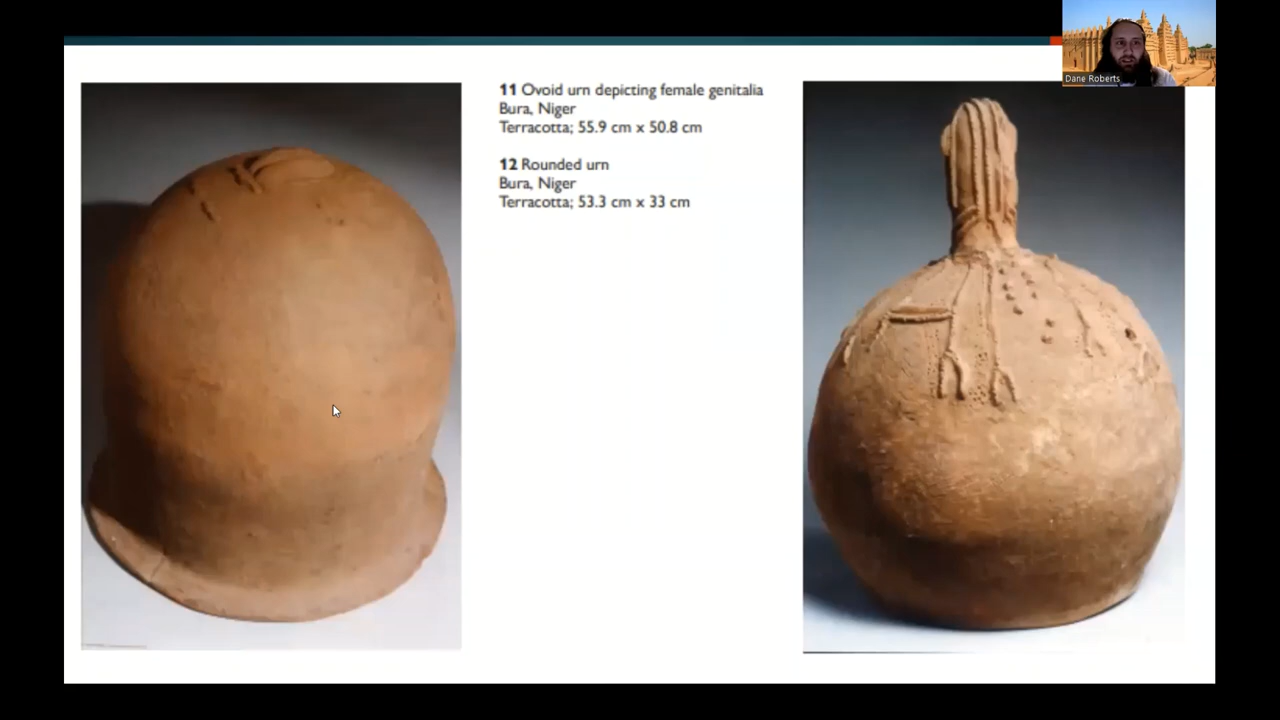 11 Ovoid urn depicting female genitalia
Bura, Niger
Terracotta; 55.9 cm x 50.8 cm
12 Rounded urn
Bura, Niger
Terracotta; 53.3 cm x 33 cm
Dane Roberts